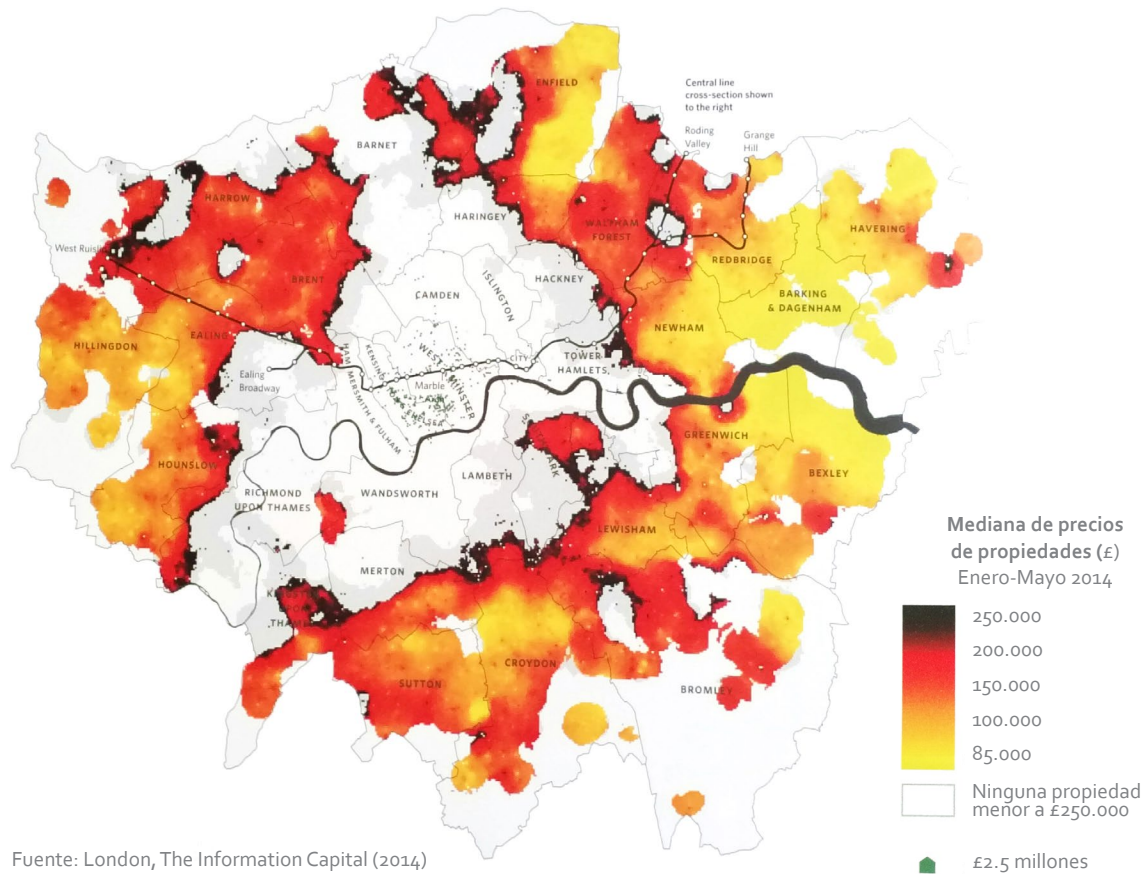 ENFIELD
Central line
cross-section shown
to the right
Roding
Valley
Grange
Hill
BARNET
HARROW
HARINGEY
WALTHAM
FOREST
HAVERING
West Ruislip
REDBRIDGE
BRENT
HACKNEY
ISLINGTON
CAMDEN
BARKING
& DAGENHAM
NEWHAM
EALING
HILLINGDON
WESTMINSTER
CITY
TOWER
HAMLETS
Ealing
Broadway
HAMMERSMITH & FULHAM
Marble
GREENWICH
HOUNSLOW
SOUTHWARK
BEXLEY
LAMBETH
RICHMOND
UPON THAMES
WANDSWORTH
LEWISHAM
MERTON
CROYDON
SUTTON
BROMLEY
Mediana de precios
de propiedades (£)
Enero-Mayo 2014
250.000
200.000
150.000
100.000
85.000
Ninguna propiedad
menor a £250.000
£2.5 millones
Fuente: London, The Information Capital (2014)